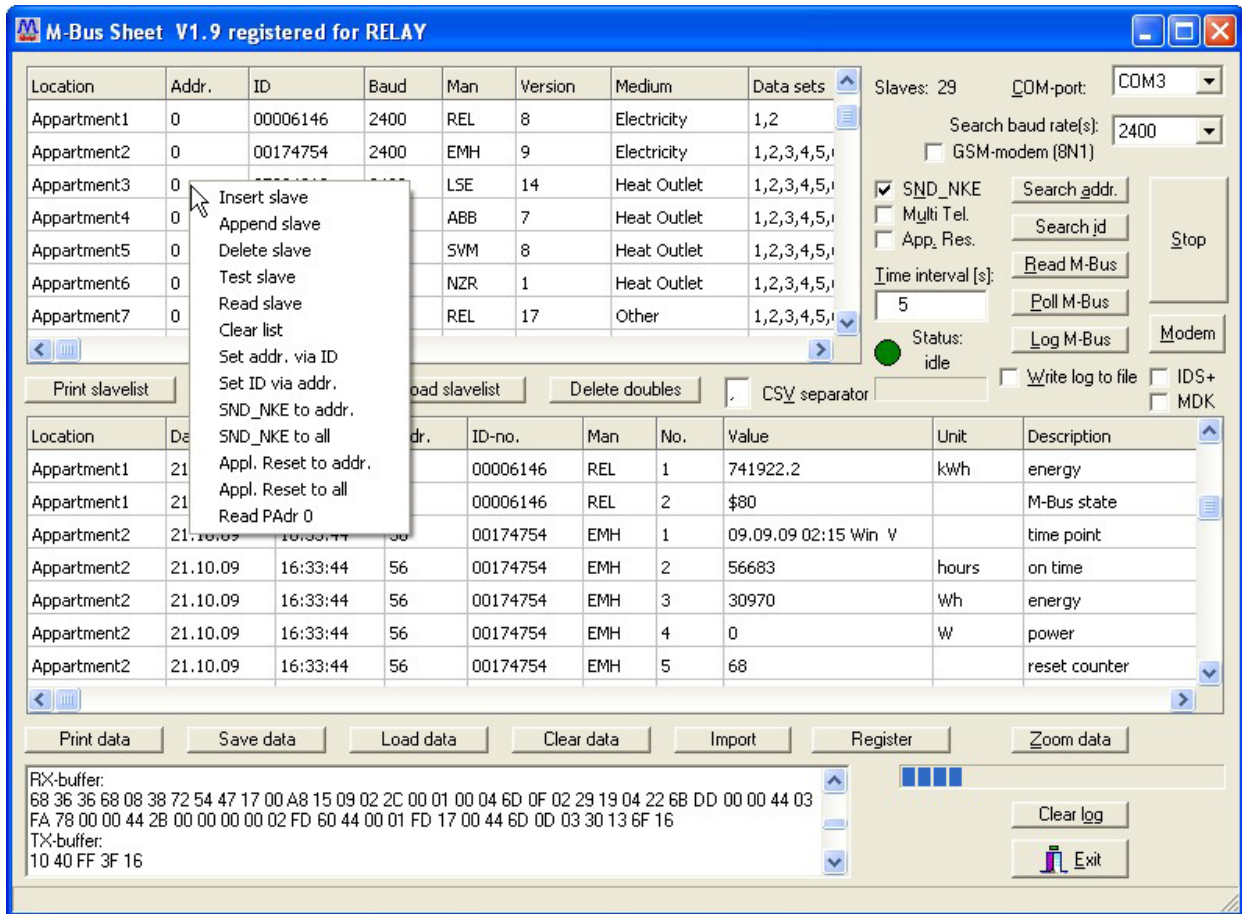 M-Bus Sheet V1.9 registered for RELAY
Location Addr. ID Baud Man Version Medium Data sets
Appartment1 0 00006146 2400 REL 8 Electricity 1,2
Appartment2 0 00174754 2400 EMH 9 Electricity 1,2,3,4,5,
Appartment3 0 LSE 14 Heat Outlet 1,2,3,4,5,
Appartment4 0 ABB 7 Heat Outlet 1,2,3,4,5,
Appartment5 0 SVM 8 Heat Outlet 1,2,3,4,5,
Appartment6 0 NZR 1 Heat Outlet 1,2,3,4,5,
Appartment7 0 REL 17 Other 1,2,3,4,5,
Insert slave
Append slave
Delete slave
Test slave
Read slave
Clear list
Set addr. via ID
Set ID via addr.
SND_NKE to addr.
SND_NKE to all
Appl. Reset to addr.
Appl. Reset to all
Read PAdr 0
Slaves: 29 COM-port: COM3
Search baud rate(s): 2400
GSM-modem (8N1)
SND_NKE Search addr.
Multi Tel. Search id
App. Res. Stop
Time interval [s]: Read M-Bus
5 Poll M-Bus
Status: Log M-Bus Modem
idle
Write log to file IDS+
MDK
Print slavelist slavelist Delete doubles , CSV separator
Location ID-no. Man No. Value Unit Description
Appartment1 21 00006146 REL 1 741922.2 kWh energy
Appartment1 21 00006146 REL 2 $80 M-Bus state
Appartment2 21.10.09 16:33:44 56 00174754 EMH 1 09.09.09 02:15 Win V time point
Appartment2 21.10.09 16:33:44 56 00174754 EMH 2 56683 hours on time
Appartment2 21.10.09 16:33:44 56 00174754 EMH 3 30970 Wh energy
Appartment2 21.10.09 16:33:44 56 00174754 EMH 4 0 W power
Appartment2 21.10.09 16:33:44 56 00174754 EMH 5 68 reset counter
Print data Save data Load data Clear data Import Register Zoom data
RX-buffer:
68 36 36 68 08 38 72 54 47 17 00 A8 15 09 02 2C 00 01 00 04 6D 0F 02 29 19 04 22 6B DD 00 00 44 03
FA 78 00 00 44 2B 00 00 00 00 02 FD 60 44 00 01 FD 17 00 44 6D 0D 03 30 13 6F 16
TX-buffer:
10 40 FF 3F 16
Clear log
Exit